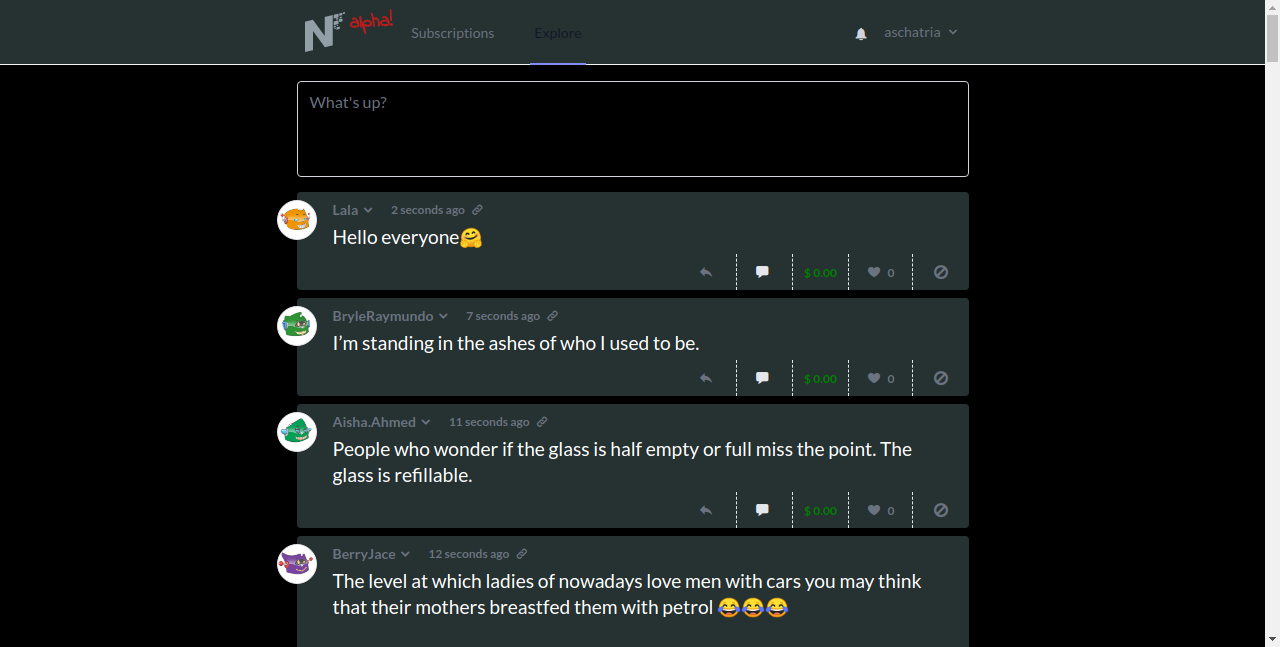 N alpha!
Subscriptions
Explore
aschatria
What's up?
Lala 2 seconds ago
Hello everyone🤗
$ 0.00 0
BryleRaymundo 7 seconds ago
I’m standing in the ashes of who I used to be.
$ 0.00 0
Aisha.Ahmed 11 seconds ago
People who wonder if the glass is half empty or full miss the point. The
glass is refillable.
$ 0.00 0
BerryJace 12 seconds ago
The level at which ladies of nowadays love men with cars you may think
that their mothers breastfed them with petrol 😂😂😂